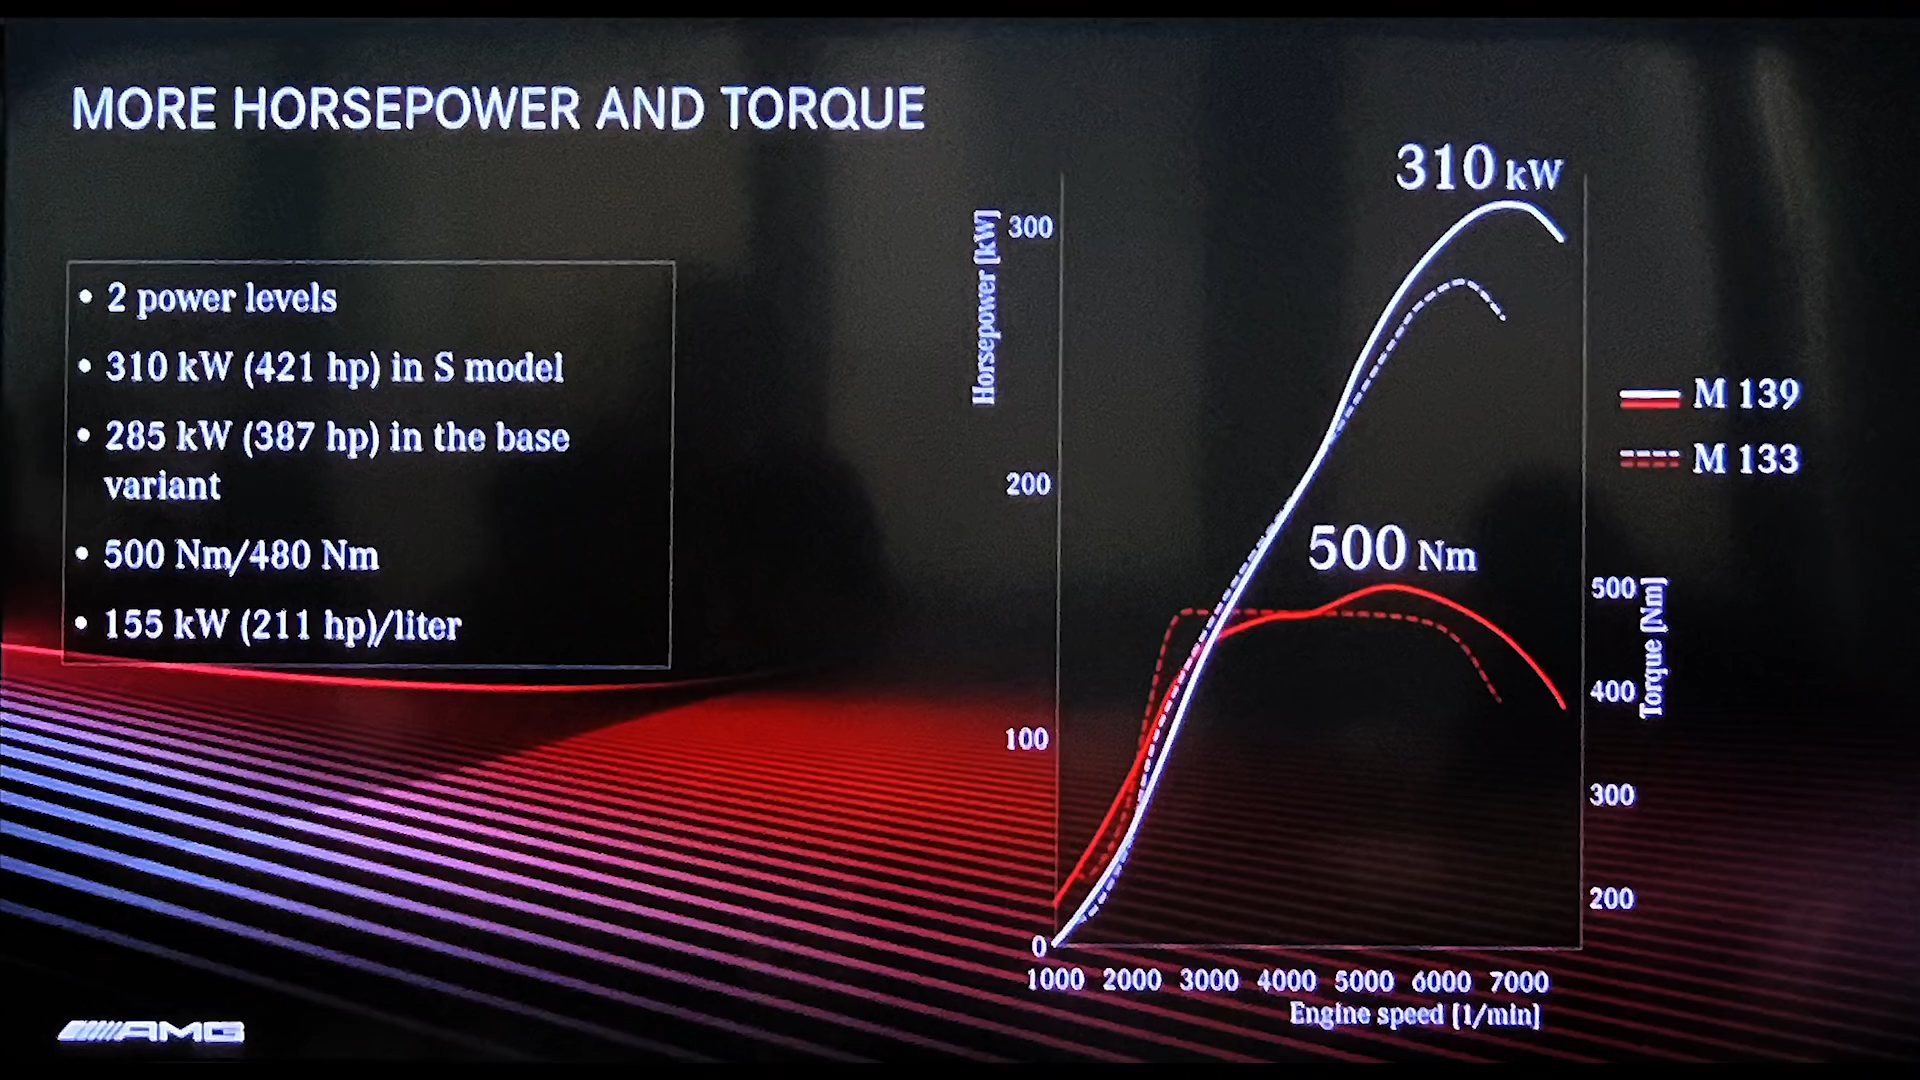 MORE HORSEPOWER AND TORQUE
• 2 power levels
• 310 kW (421 hp) in S model
• 285 kW (387 hp) in the base
variant
• 500 Nm/480 Nm
• 155 kW (211 hp)/liter
310 kW
Horsepower [kW]
300
200
100
0
M 139
M 133
500 Nm
500
400
300
200
Torque [Nm]
1000 2000 3000 4000 5000 6000 7000
Engine speed [1/min]
AMG